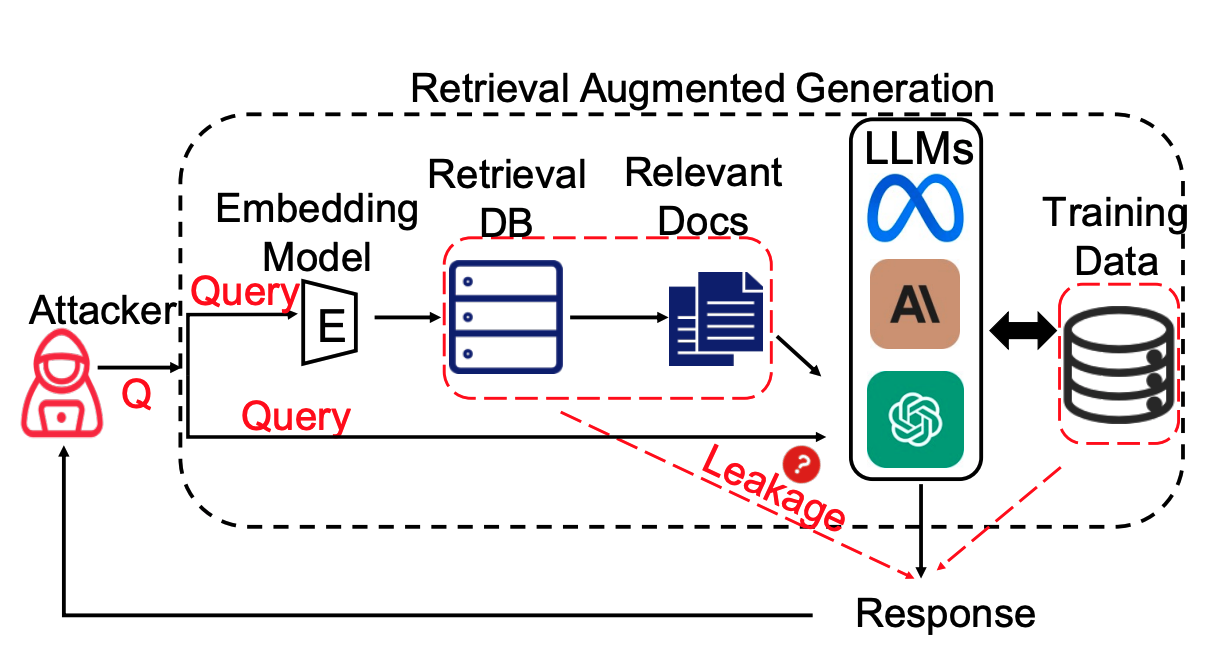 Retrieval Augmented Generation
LLMs
Retrieval
DB
Relevant
Docs
Embedding
Model
Training
Data
Attacker
Query
E
AI
Q
Query
?
Leakage
Response